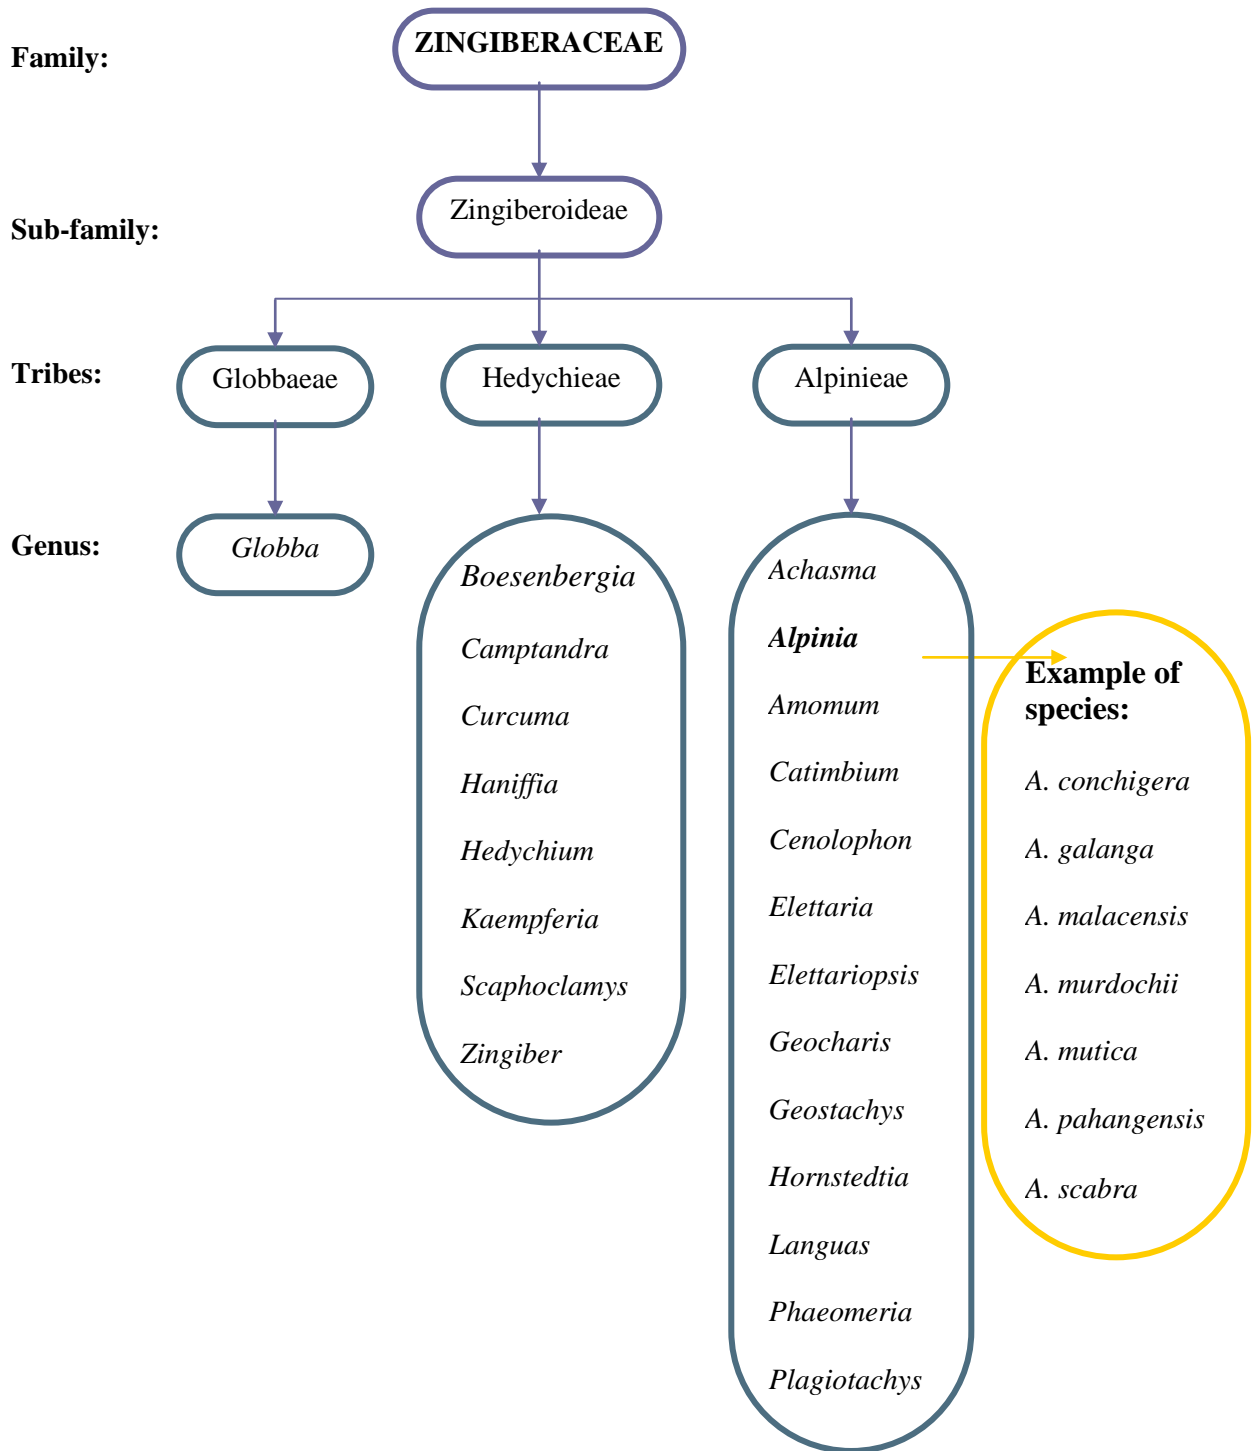 Family:
ZINGIBERACEAE
Sub-family:
Zingiberoideae
Tribes:
Globbaeae
Hedychieae
Alpinieae
Genus:
Globba
Boesenbergia
Camptandra
Curcuma
Haniffia
Hedychium
Kaempferia
Scaphoclamys
Zingiber
Achasma
Alpinia
Amomum
Catimbium
Cenolophon
Elettaria
Elettariopsis
Geocharis
Geostachys
Hornstedtia
Languas
Phaeomeria
Plagiotachys
Example of
species:
A. conchigera
A. galanga
A. malacensis
A. murdochii
A. mutica
A. pahangensis
A. scabra